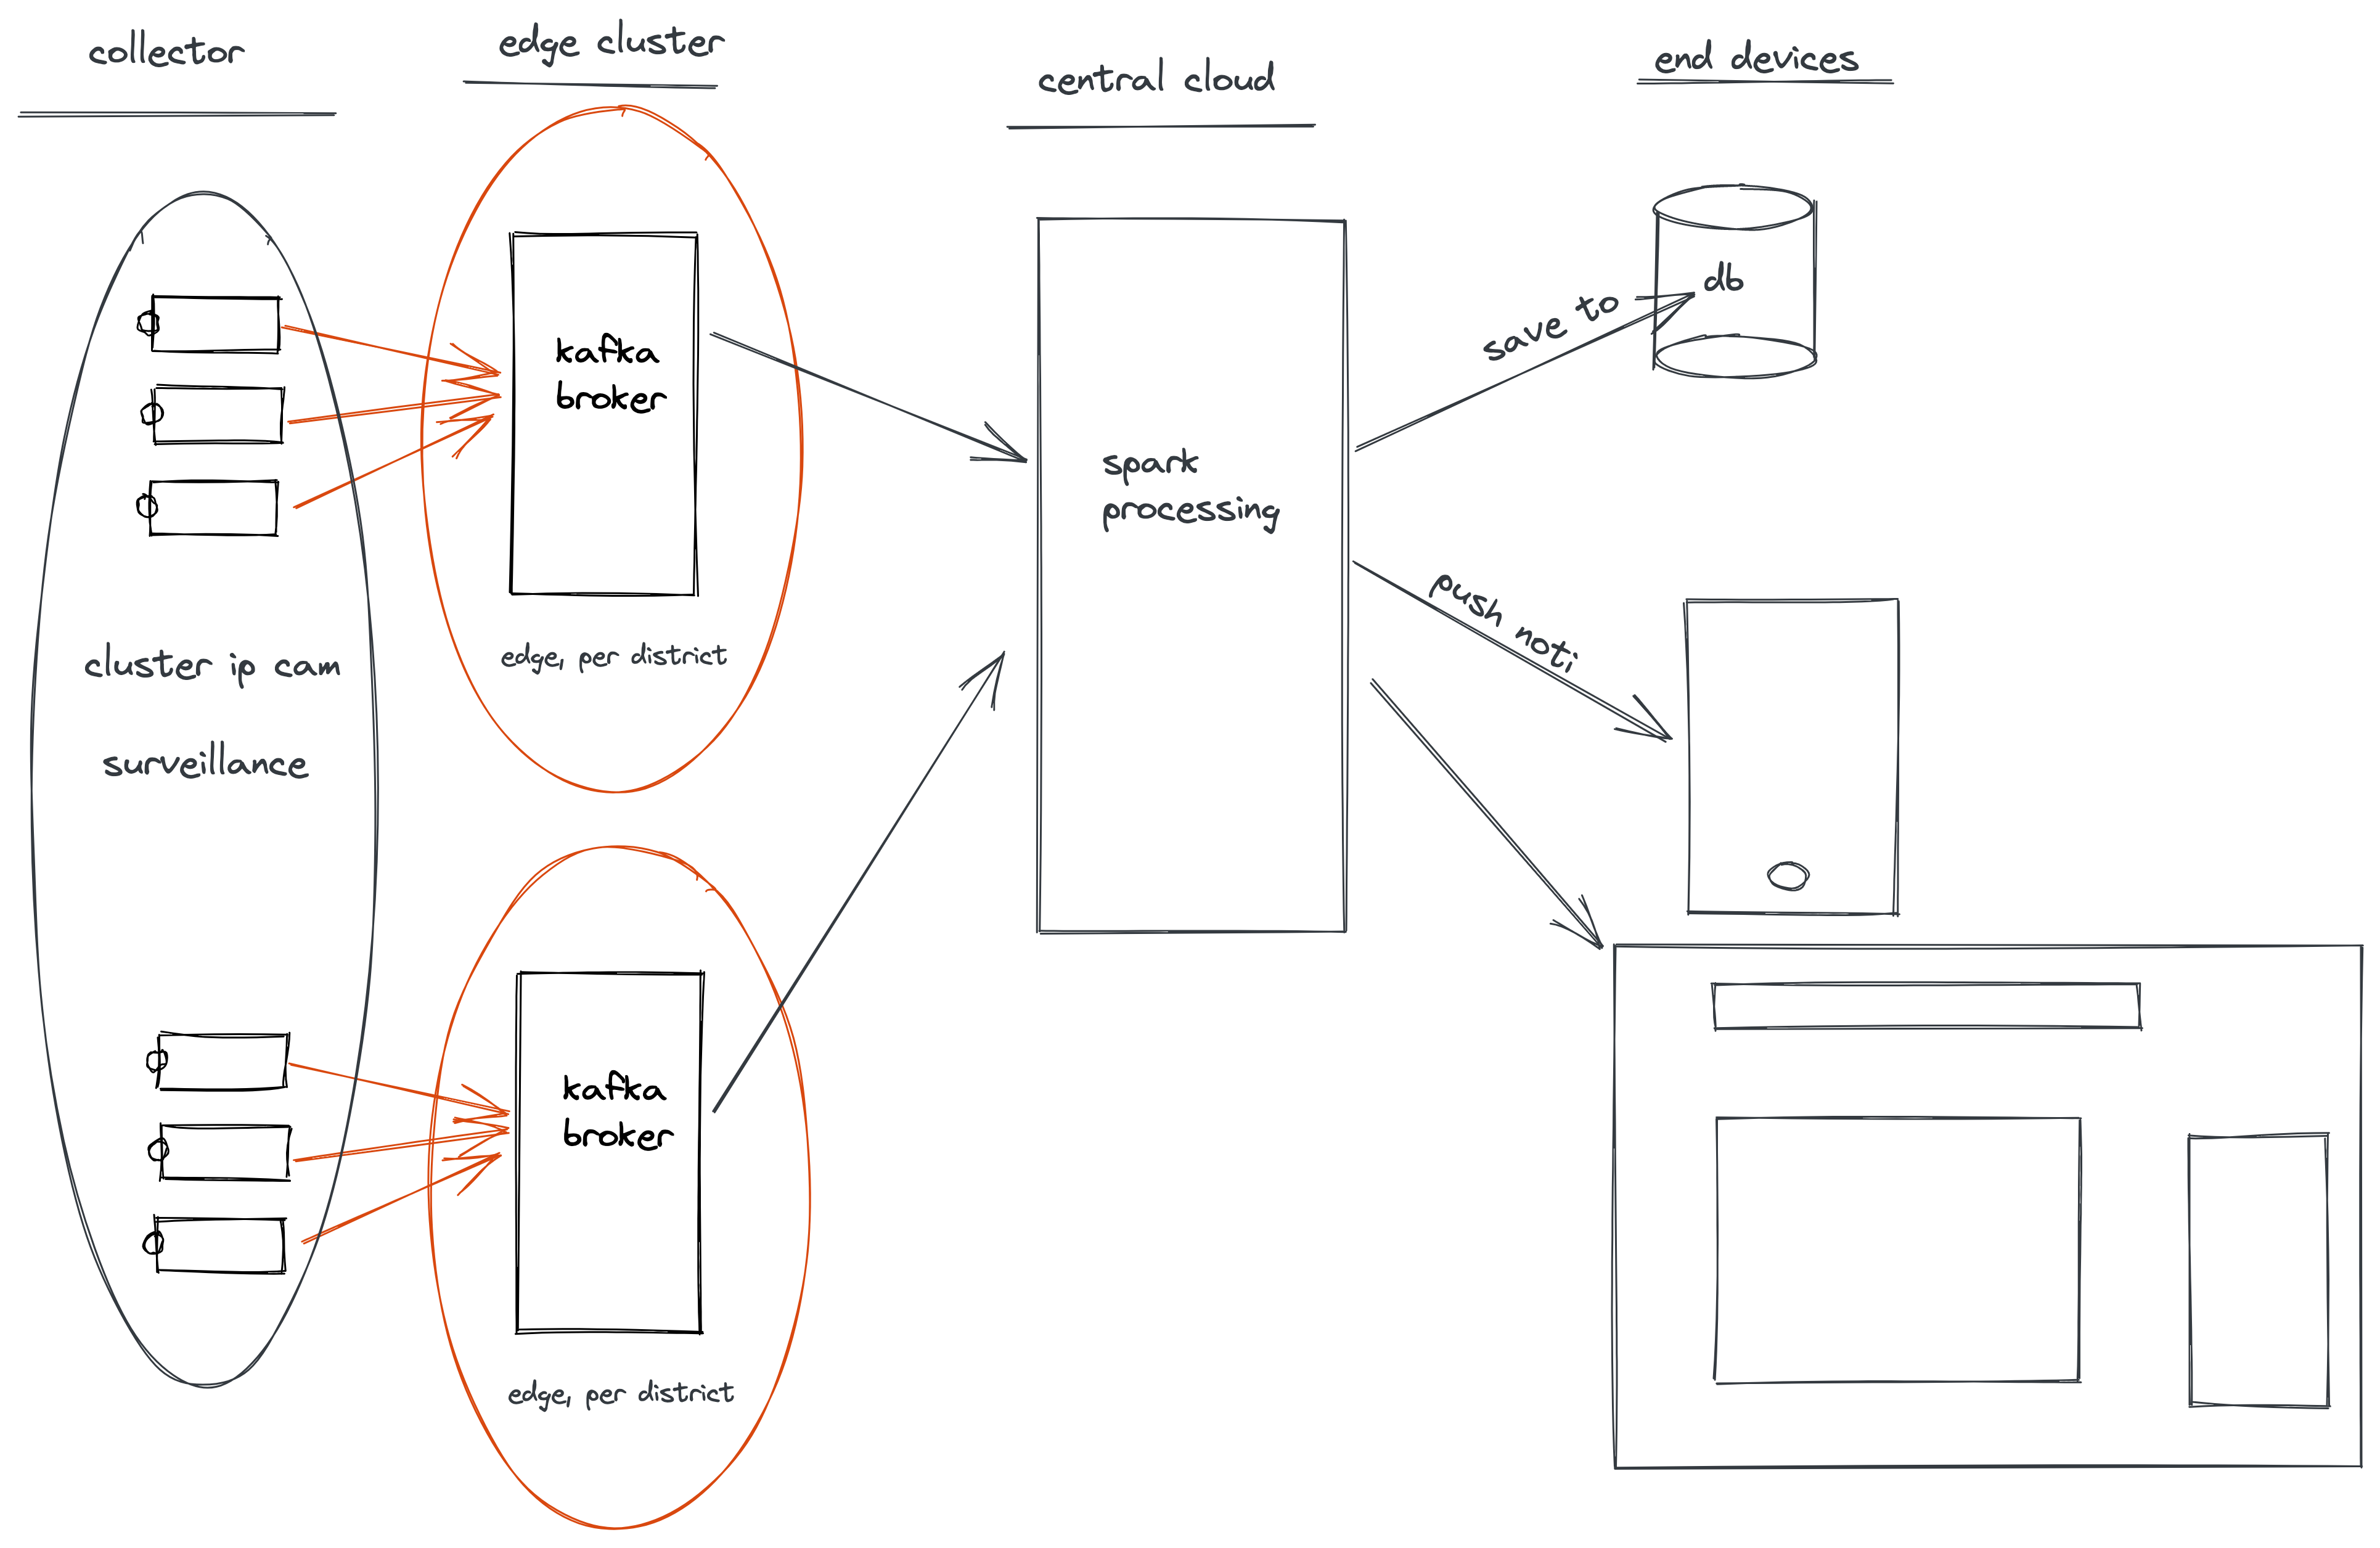 collector
edge cluster
central cloud
end devices
kafka
broker
edge, per district
cluster ip cam
surveillance
kafka
broker
edge, per district
spark
processing
save to
db
push noti